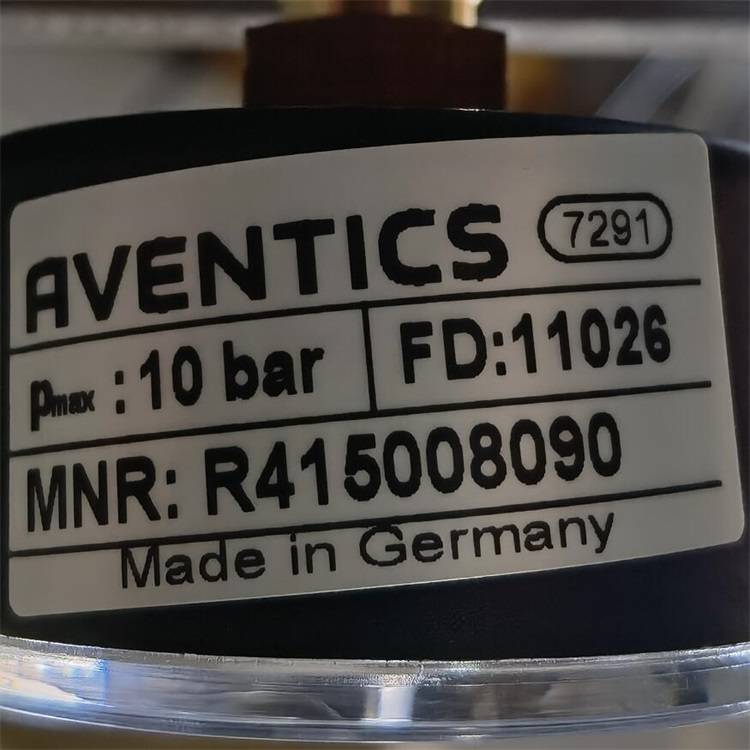 AVENTICS 7291
pmax : 10 bar FD:11026
MNR: R415008090
Made in Germany